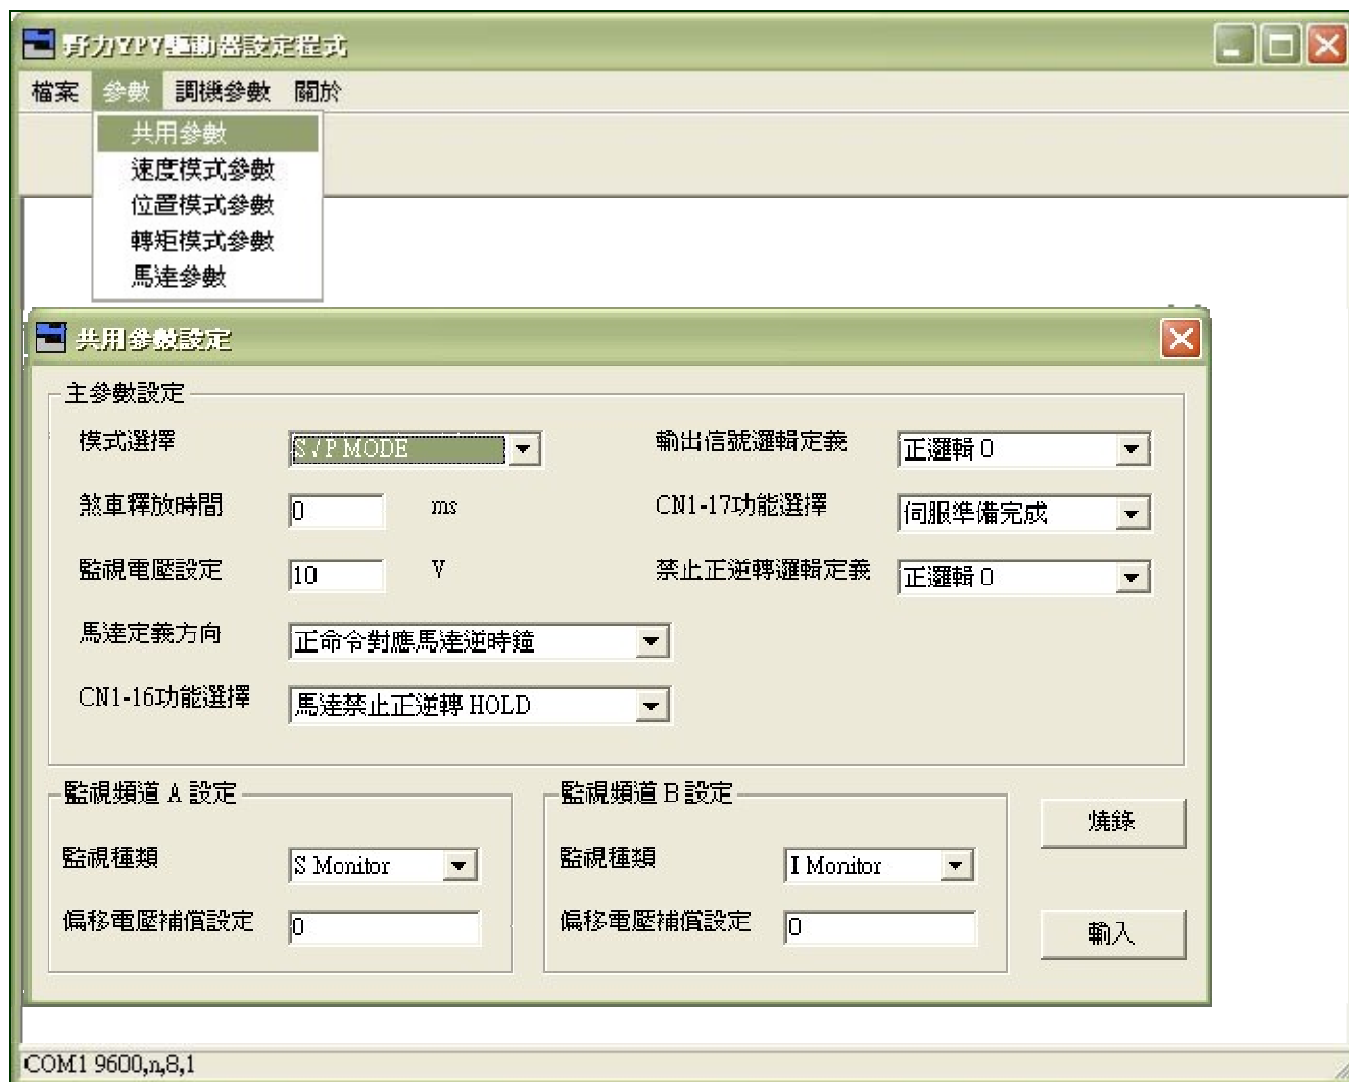 野力YPV驅動器設定程式
檔案 參數 調機參數 關於
共用參數
速度模式參數
位置模式參數
轉矩模式參數
馬達參數
共用參數設定
主參數設定
模式選擇 S / P MODE 輸出信號邏輯定義 正邏輯 0
煞車釋放時間 0 ms CN1-17功能選擇 伺服準備完成
監視電壓設定 10 V 禁止正逆轉邏輯定義 正邏輯 0
馬達定義方向 正命令對應馬達逆時鐘
CN1-16功能選擇 馬達禁止正逆轉 HOLD
監視頻道 A 設定 監視頻道 B 設定
燒錄
監視種類 S Monitor 監視種類 I Monitor
偏移電壓補償設定 0 偏移電壓補償設定 0
輸入
COM1 9600,n,8,1